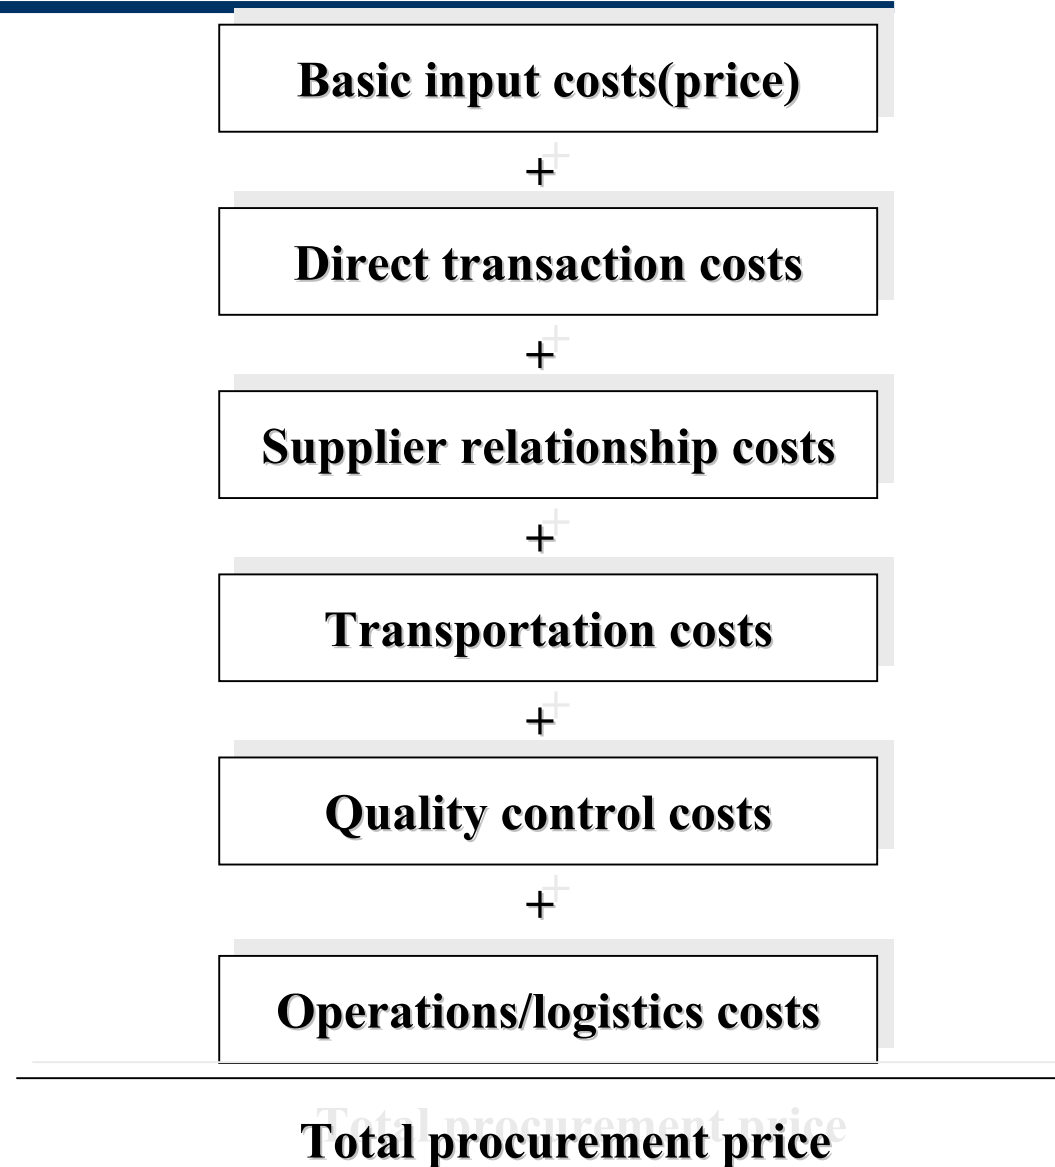 Basic input costs(price)
+
Direct transaction costs
+
Supplier relationship costs
+
Transportation costs
+
Quality control costs
+
Operations/logistics costs
Total procurement price